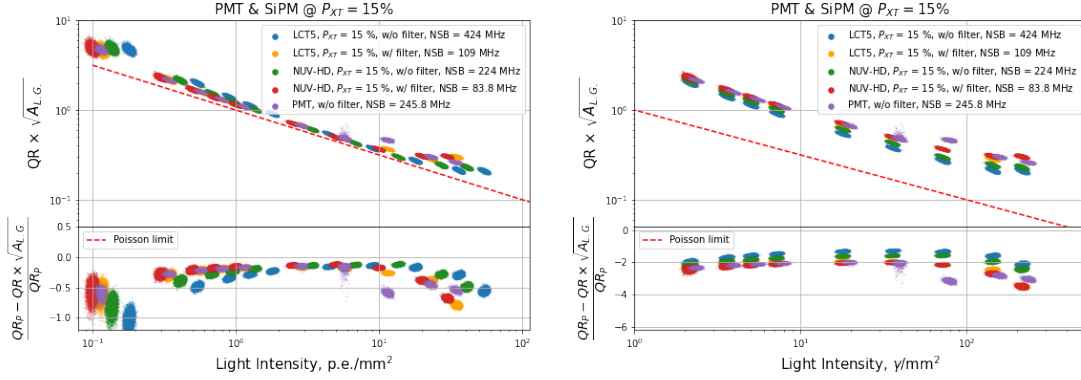 PMT & SiPM @ P_XT = 15%
10^1
10^0
10^-1
QR × √A_L.G.
LCT5, P_XT = 15 %, w/o filter, NSB = 424 MHz
LCT5, P_XT = 15 %, w/ filter, NSB = 109 MHz
NUV-HD, P_XT = 15 %, w/o filter, NSB = 224 MHz
NUV-HD, P_XT = 15 %, w/ filter, NSB = 83.8 MHz
PMT, w/o filter, NSB = 245.8 MHz
QR_P − QR × √A_L.G.
QR_P
0.5
0.0
−0.5
−1.0
Poisson limit
10^-1
10^0
10^1
10^2
Light Intensity, p.e./mm^2
PMT & SiPM @ P_XT = 15%
10^1
10^0
10^-1
QR × √A_L.G.
LCT5, P_XT = 15 %, w/o filter, NSB = 424 MHz
LCT5, P_XT = 15 %, w/ filter, NSB = 109 MHz
NUV-HD, P_XT = 15 %, w/o filter, NSB = 224 MHz
NUV-HD, P_XT = 15 %, w/ filter, NSB = 83.8 MHz
PMT, w/o filter, NSB = 245.8 MHz
QR_P − QR × √A_L.G.
QR_P
0
−2
−4
−6
Poisson limit
10^0
10^1
10^2
Light Intensity, γ/mm^2